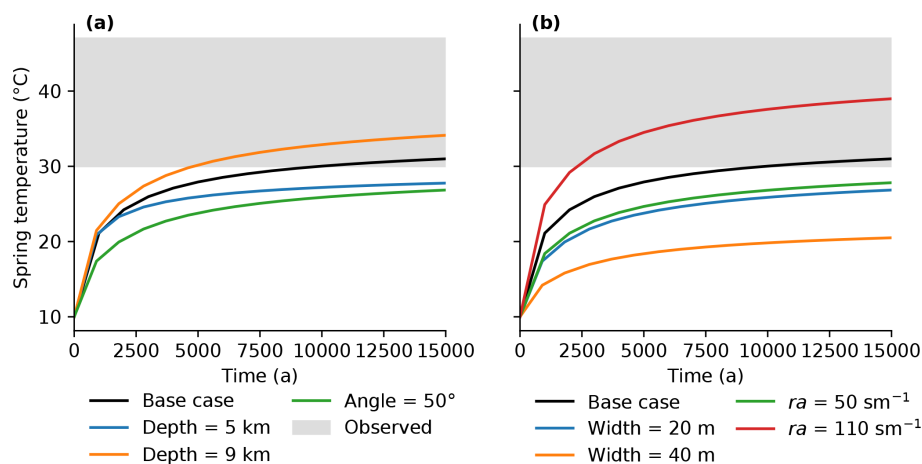 (a)
(b)
Spring temperature (°C)
40
30
20
10
0 2500 5000 7500 10000 12500 15000
0 2500 5000 7500 10000 12500 15000
Time (a)
Time (a)
Base case
Depth = 5 km
Depth = 9 km
Angle = 50°
Observed
Base case
Width = 20 m
Width = 40 m
ra = 50 sm⁻¹
ra = 110 sm⁻¹